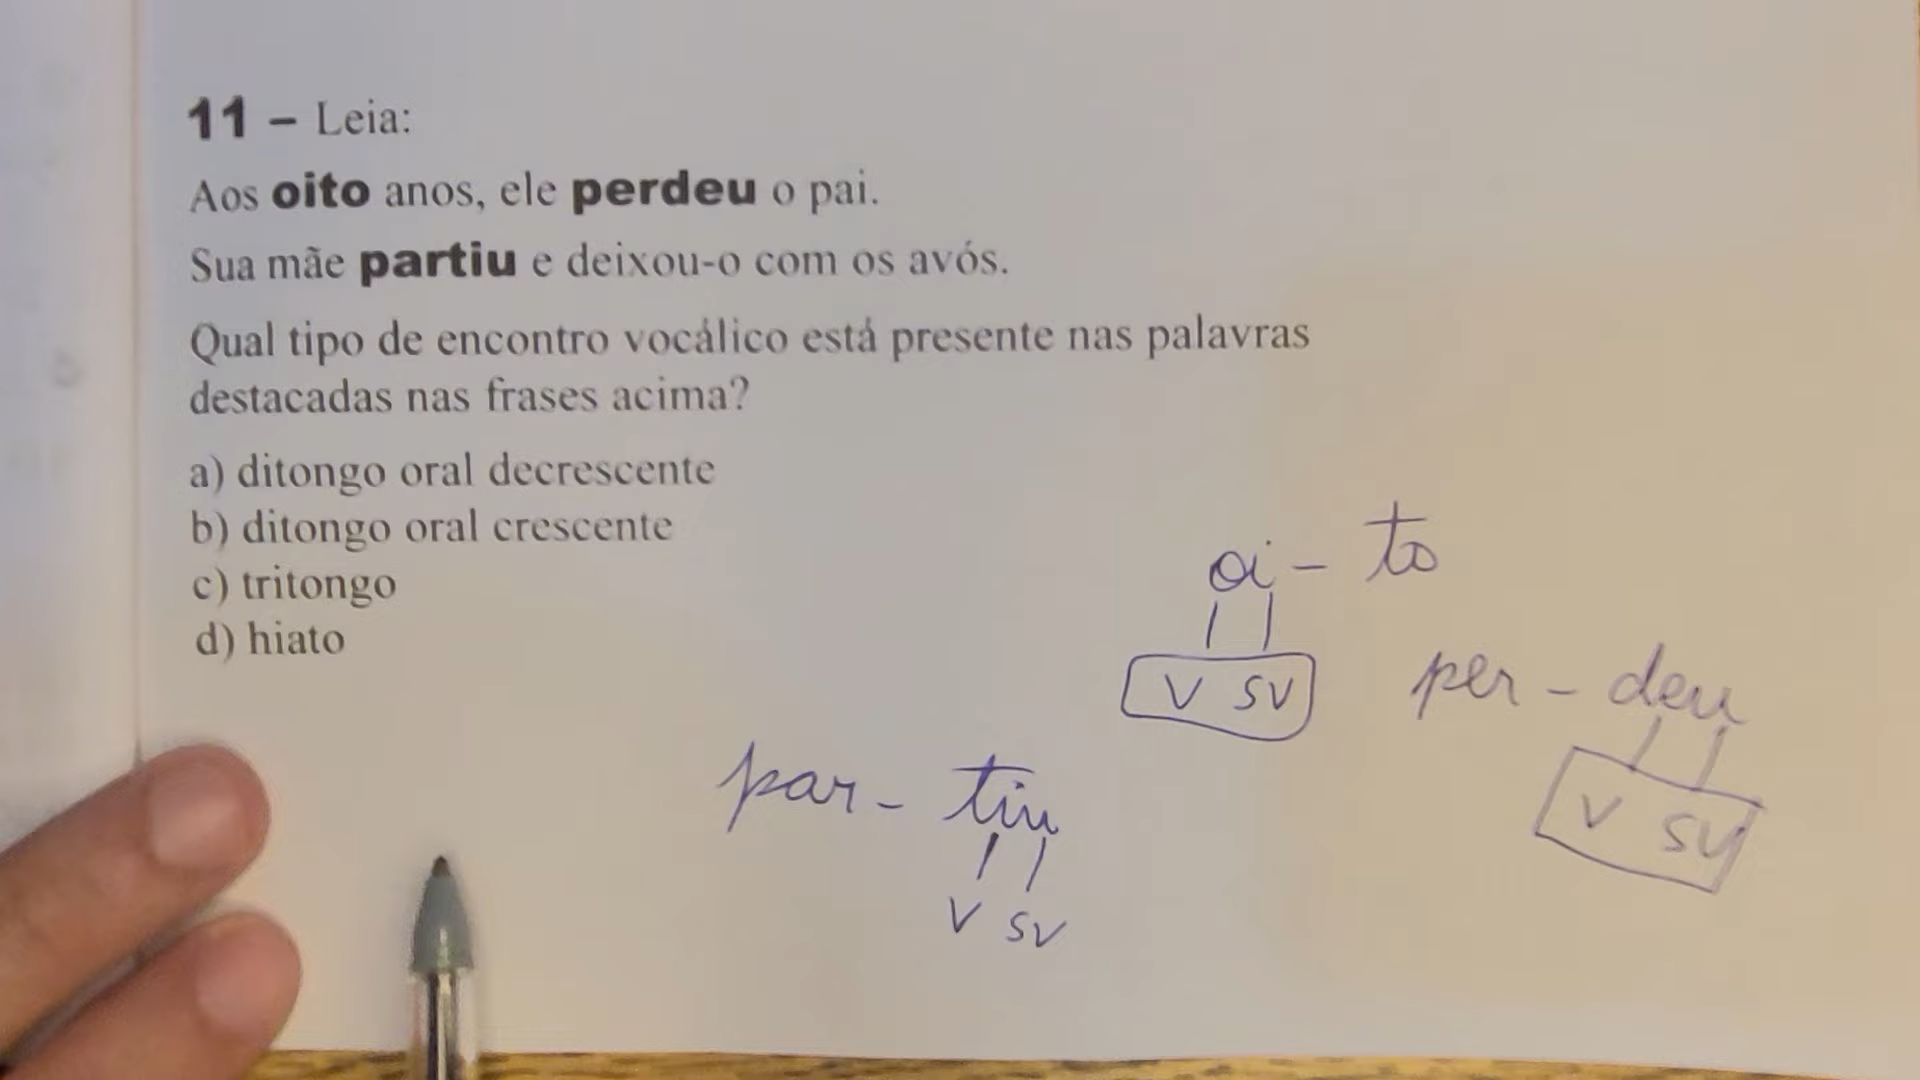 11 – Leia:
Aos oito anos, ele perdeu o pai.
Sua mãe partiu e deixou-o com os avós.
Qual tipo de encontro vocálico está presente nas palavras
destacadas nas frases acima?
a) ditongo oral decrescente
b) ditongo oral crescente
c) tritongo
d) hiato
oi - to
V SV
per - deu
V SV
par - tiu
V SV